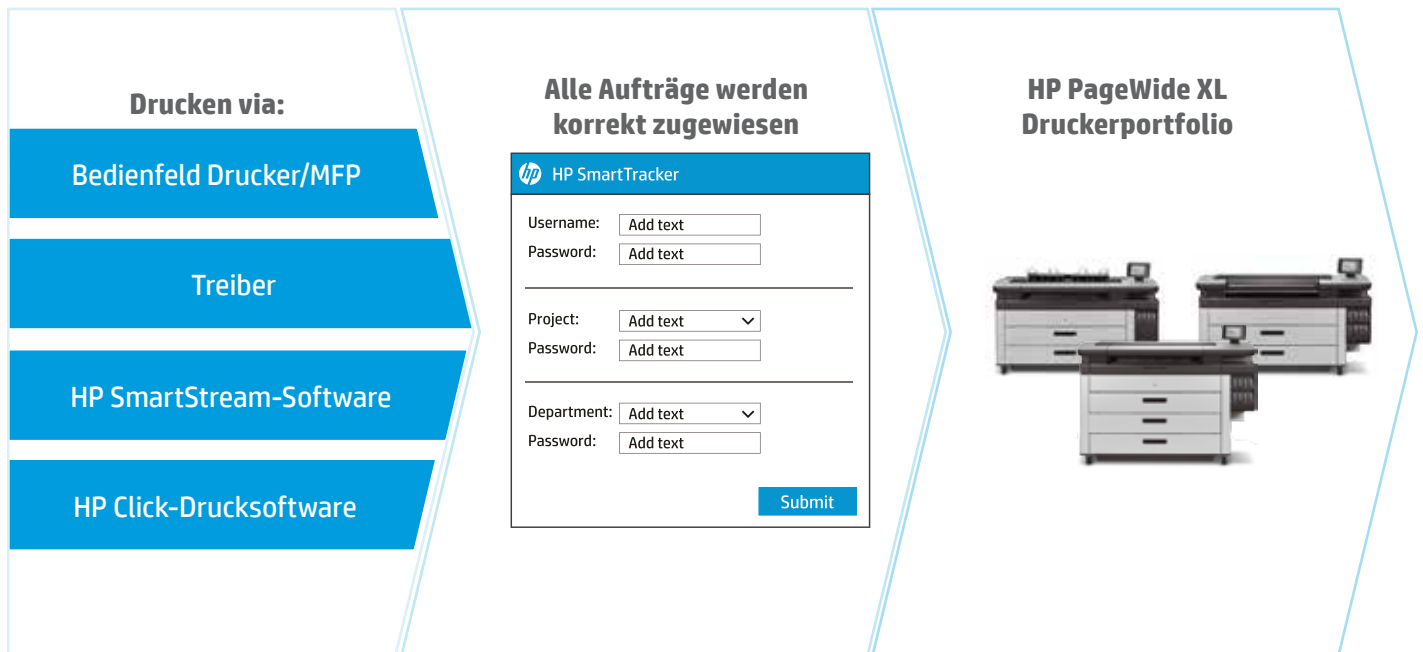 Drucken via:
Bedienfeld Drucker/MFP
Treiber
HP SmartStream-Software
HP Click-Drucksoftware
Alle Aufträge werden
korrekt zugewiesen
hp HP SmartTracker
Username: Add text
Password: Add text
Project: Add text
Password: Add text
Department: Add text
Password: Add text
Submit
HP PageWide XL
Druckerportfolio